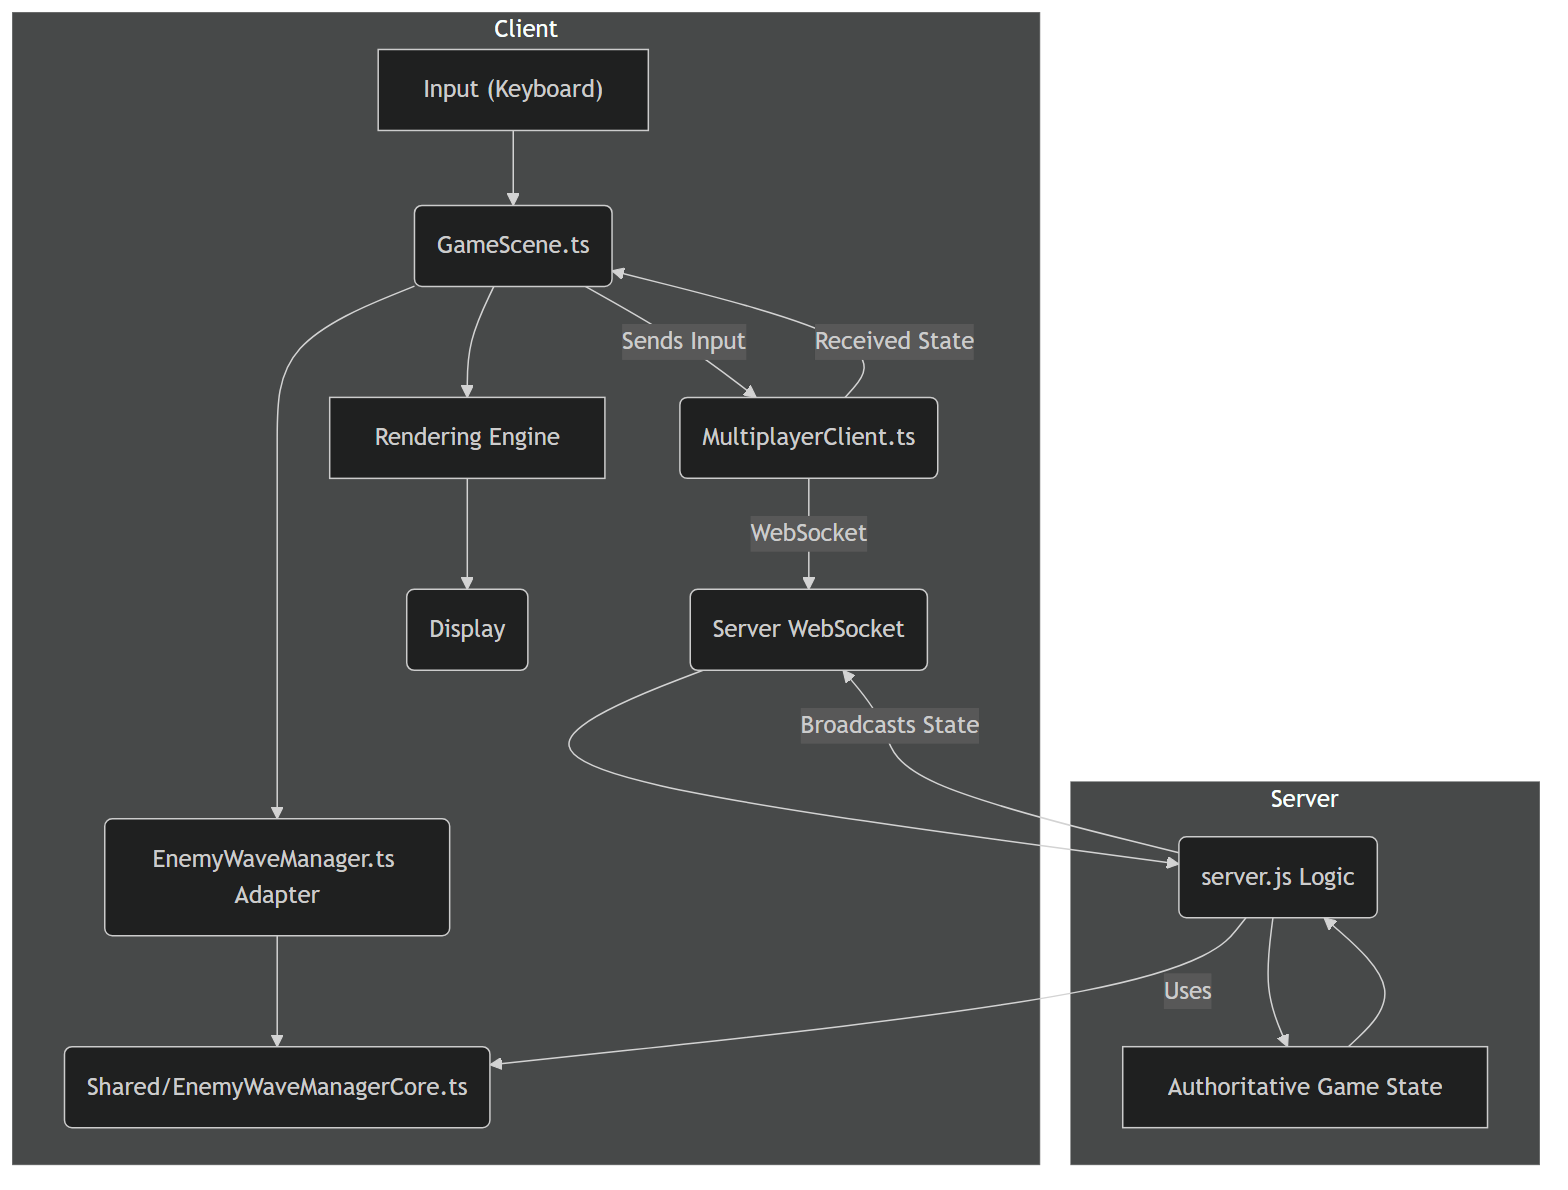 Client
Input (Keyboard)
GameScene.ts
Sends Input
Received State
Rendering Engine
MultiplayerClient.ts
WebSocket
Display
Server WebSocket
Broadcasts State
Server
EnemyWaveManager.ts
Adapter
server.js Logic
Uses
Shared/EnemyWaveManagerCore.ts
Authoritative Game State